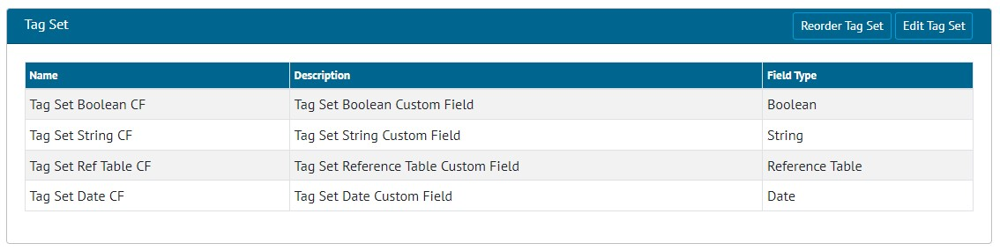 Tag Set Reorder Tag Set Edit Tag Set
Name Description Field Type
Tag Set Boolean CF Tag Set Boolean Custom Field Boolean
Tag Set String CF Tag Set String Custom Field String
Tag Set Ref Table CF Tag Set Reference Table Custom Field Reference Table
Tag Set Date CF Tag Set Date Custom Field Date